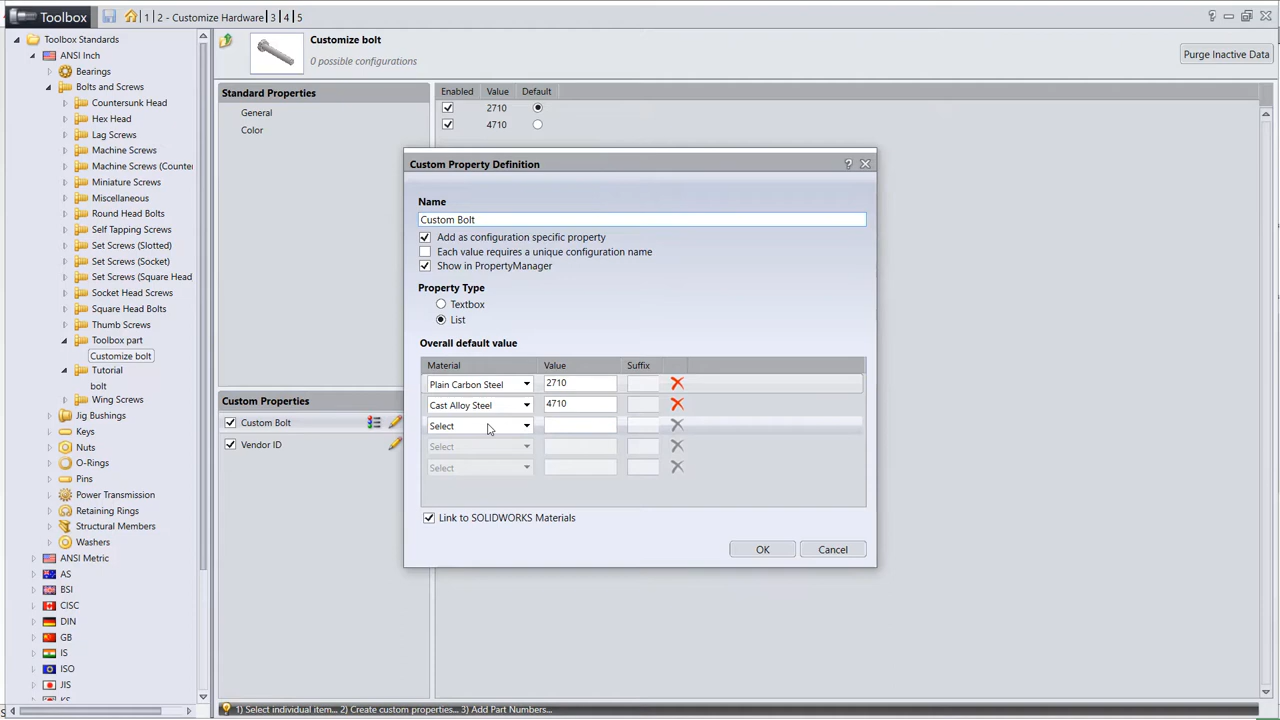 Toolbox 1 2 - Customize Hardware 3 4 5
Toolbox Standards
ANSI Inch
Bearings
Bolts and Screws
Countersunk Head
Hex Head
Lag Screws
Machine Screws
Machine Screws (Counter
Miniature Screws
Miscellaneous
Round Head Bolts
Self Tapping Screws
Set Screws (Slotted)
Set Screws (Socket)
Set Screws (Square Head
Socket Head Screws
Square Head Bolts
Thumb Screws
Toolbox part
Customize bolt
Tutorial
bolt
Wing Screws
Jig Bushings
Keys
Nuts
O-Rings
Pins
Power Transmission
Retaining Rings
Structural Members
Washers
ANSI Metric
AS
BSI
CISC
DIN
GB
IS
ISO
JIS
KS
Customize bolt
0 possible configurations
Purge Inactive Data
Standard Properties
General
Color
Enabled Value Default
2710
4710
Custom Properties
Custom Bolt
Vendor ID
Custom Property Definition
Name
Custom Bolt
Add as configuration specific property
Each value requires a unique configuration name
Show in PropertyManager
Property Type
Textbox
List
Overall default value
Material Value Suffix
Plain Carbon Steel 2710
Cast Alloy Steel 4710
Select
Select
Select
Link to SOLIDWORKS Materials
OK Cancel
1) Select individual item... 2) Create custom properties... 3) Add Part Numbers...